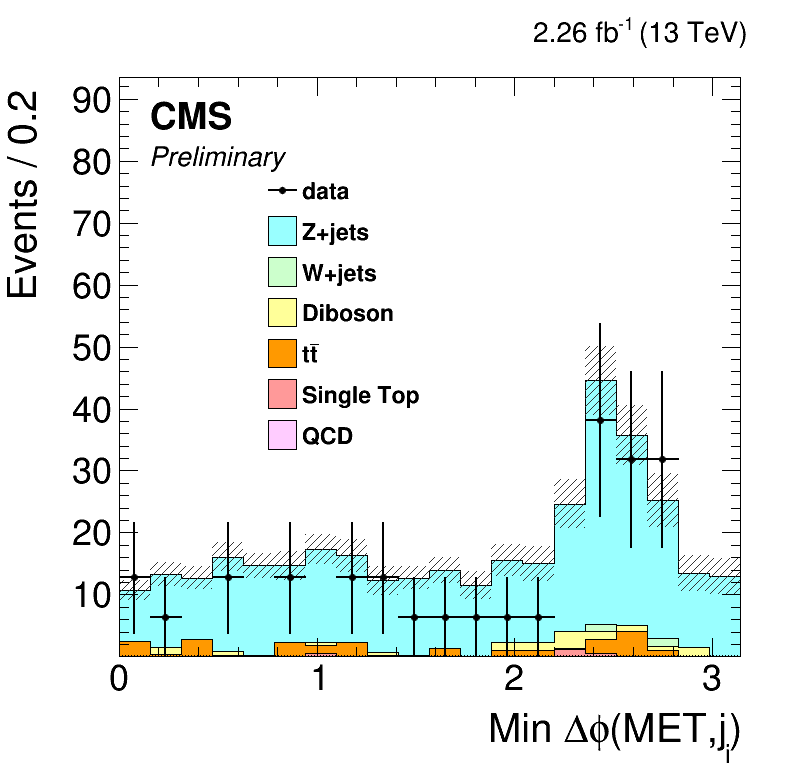 2.26 fb⁻¹ (13 TeV)
Events / 0.2
90
80
70
60
50
40
30
20
10
CMS
Preliminary
data
Z+jets
W+jets
Diboson
tt̄
Single Top
QCD
0 1 2 3
Min Δϕ(MET,jᵢ)